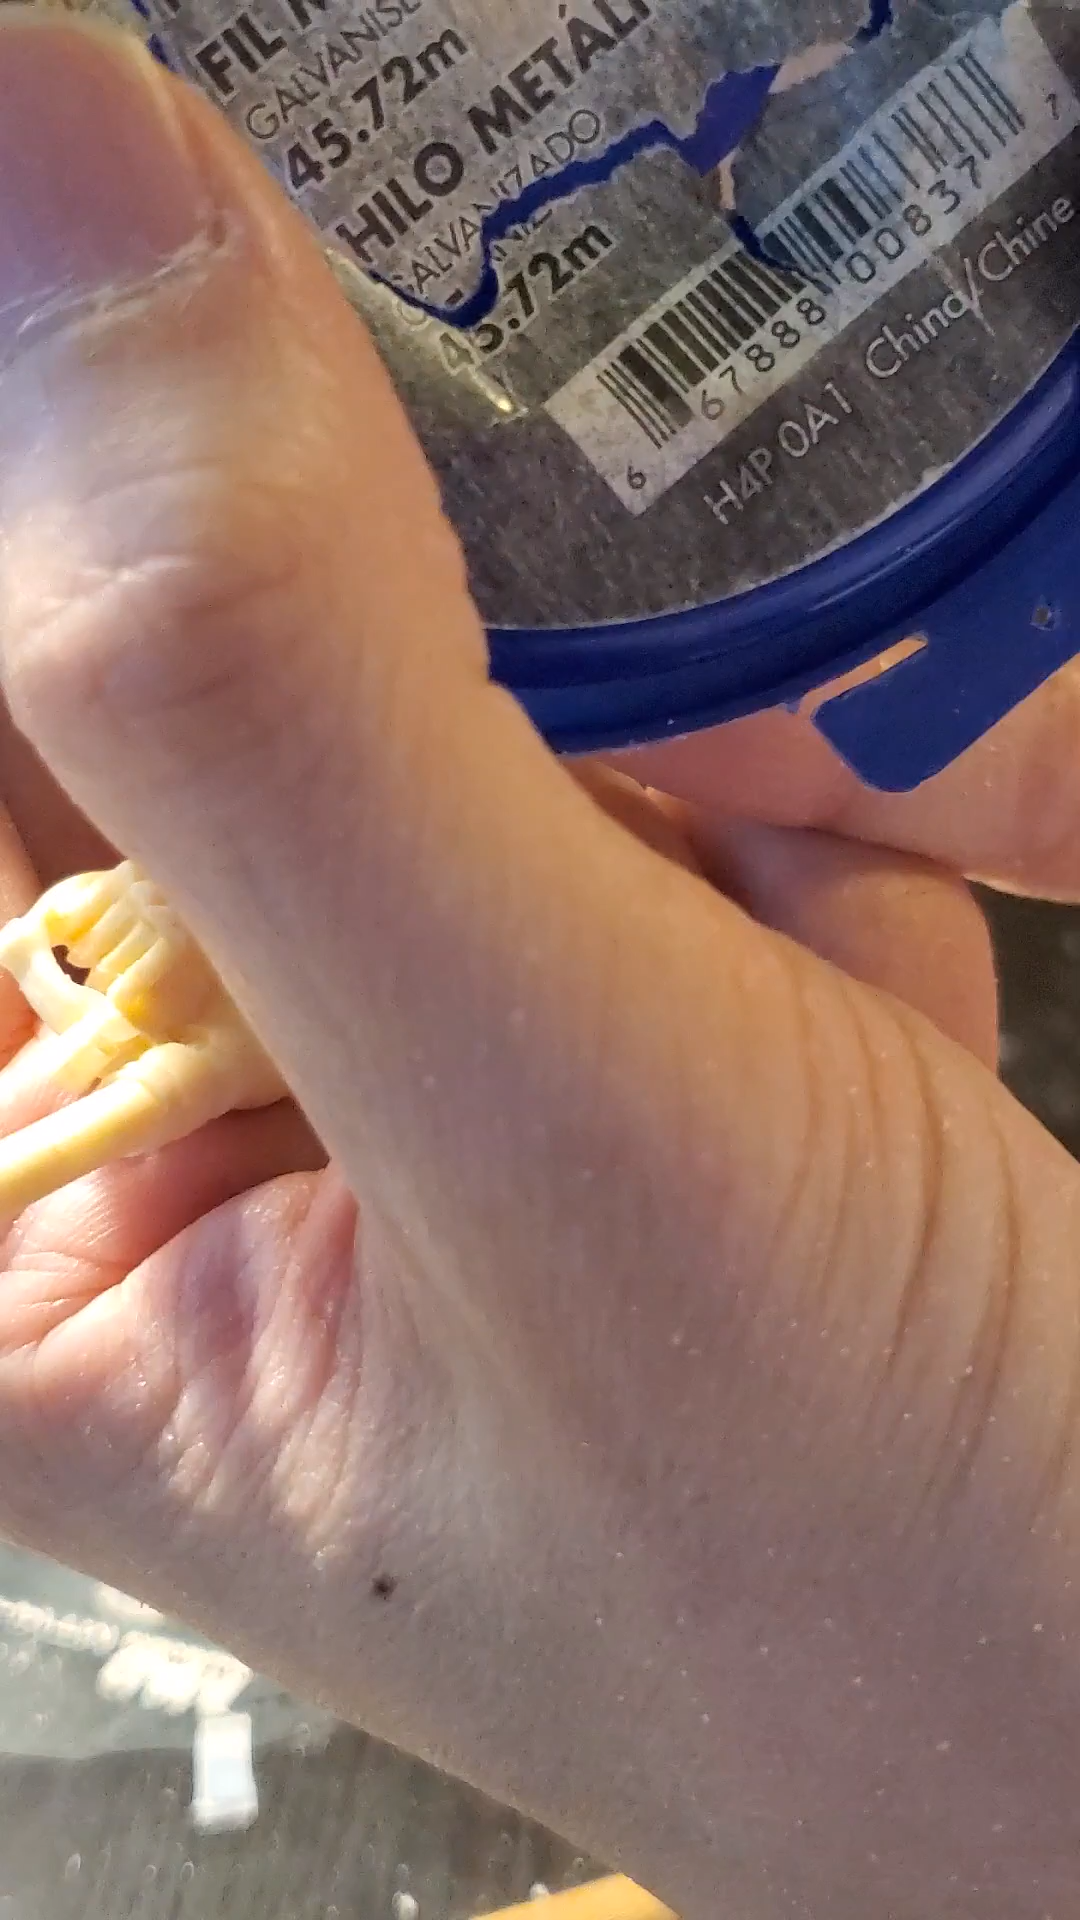 FIL M
GALVANISÉ
45.72m
HILO METÁLI
GALVANIZADO
45.72m
6 67888 00837 7
H4P 0A1 China/Chine